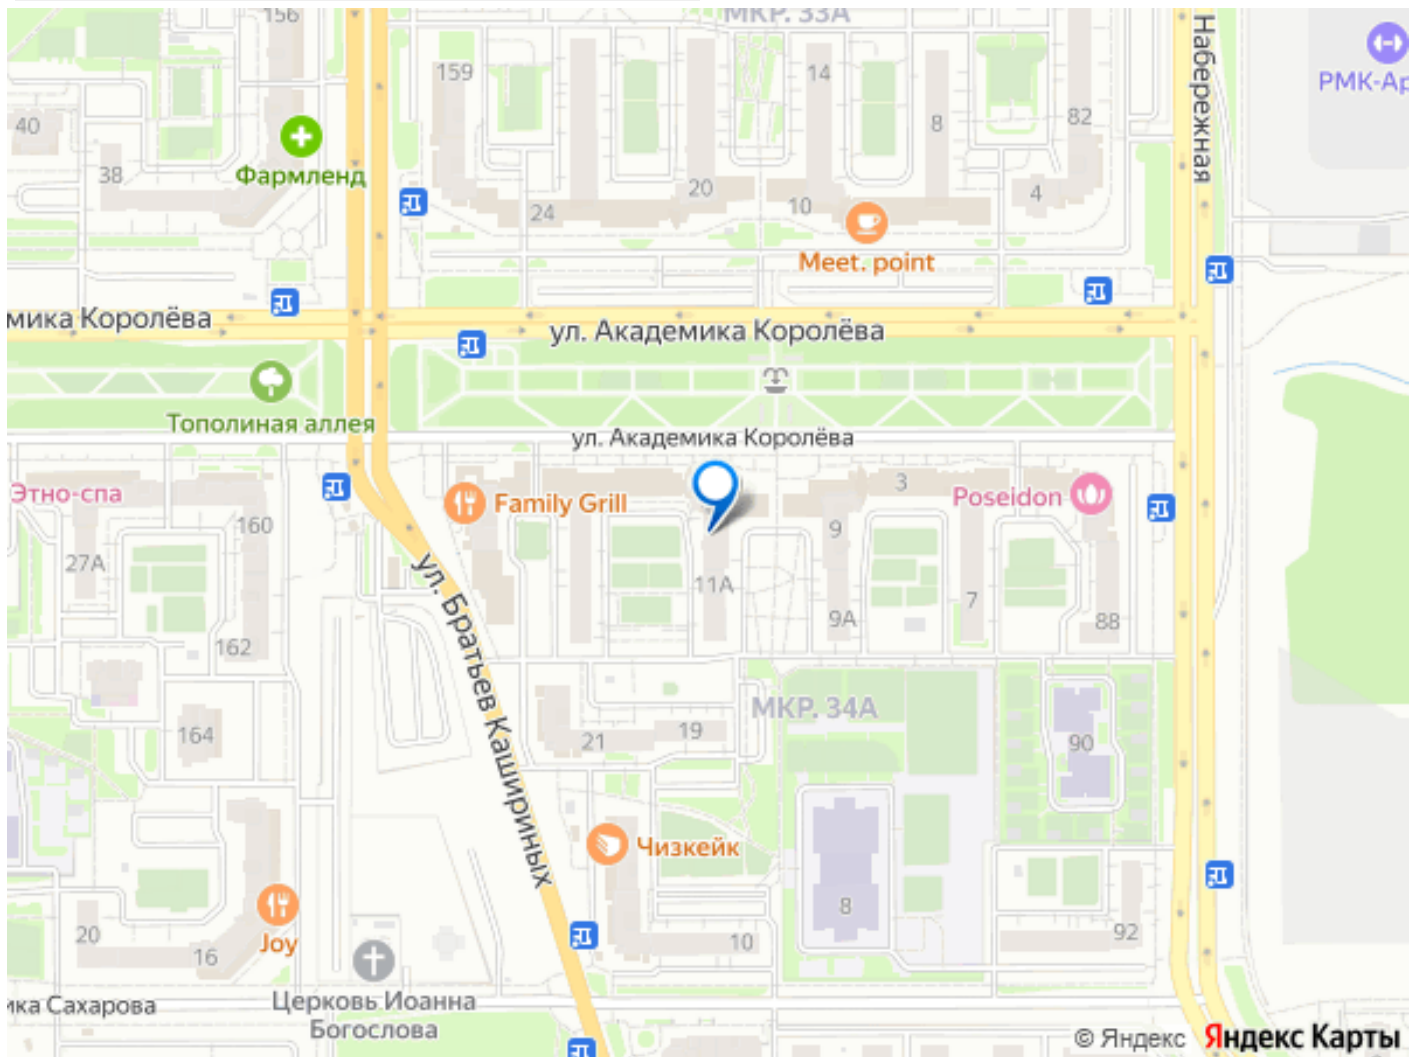 156
МКР. 33А
Набережная
159
14
РМК-Ар
40
8
82
Фармленд
38
20
4
24
10
Meet. point
мика Королёва
ул. Академика Королёва
Тополиная аллея
ул. Академика Королёва
Этно-спа
Family Grill
3
Poseidon
160
9
27А
ул. Братьев Кашириных
11А
7
9А
88
162
МКР. 34А
164
19
21
90
Чизкейк
8
20
Joy
10
92
16
ика Сахарова
Церковь Иоанна
Богослова
© Яндекс Яндекс Карты